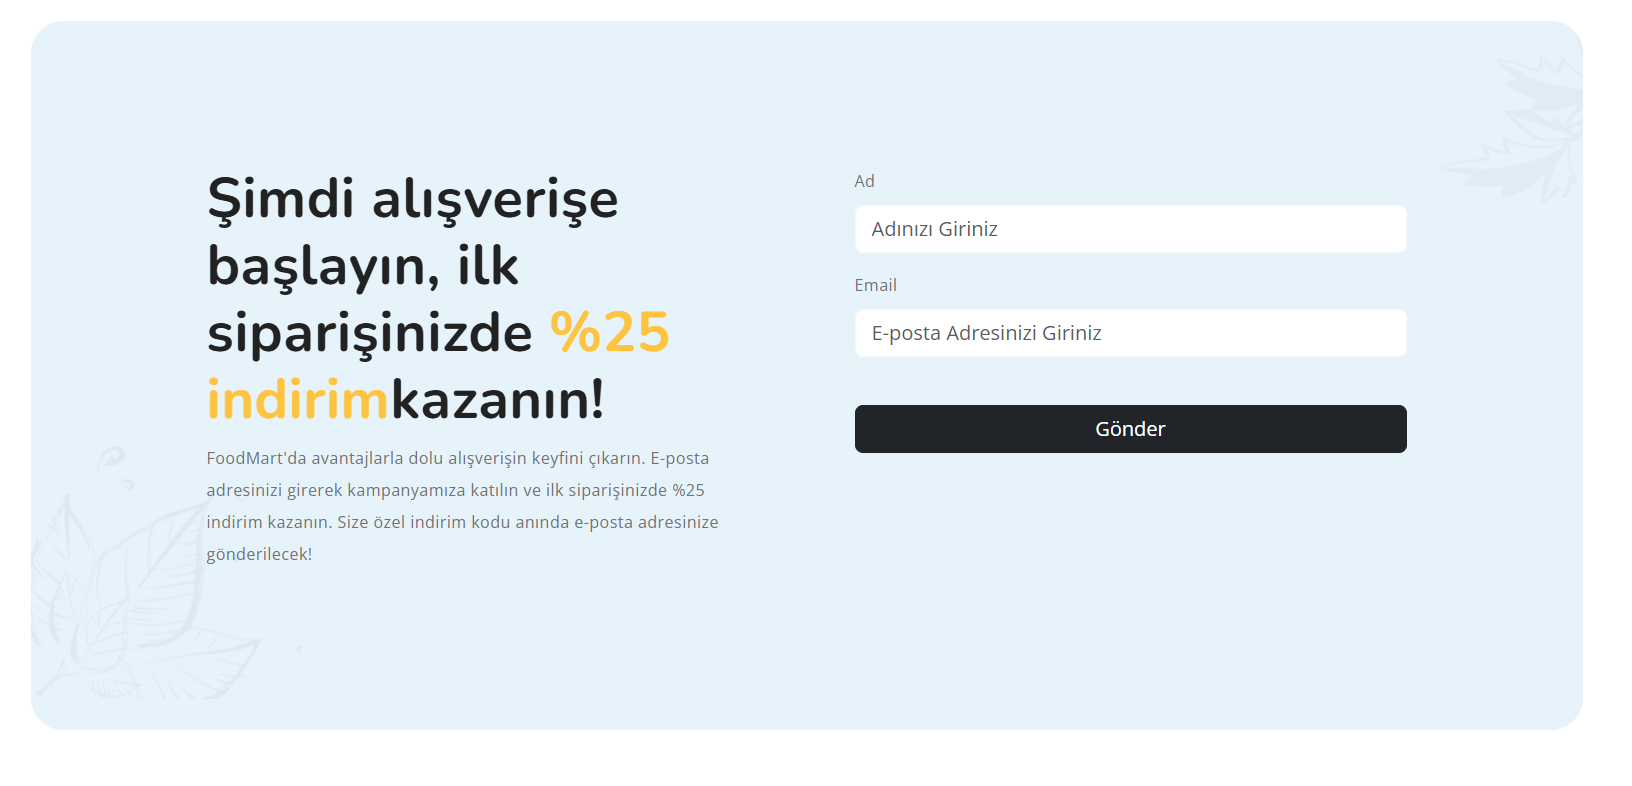 Şimdi alışverişe
başlayın, ilk
siparişinizde %25
indirimkazanın!
FoodMart'da avantajlarla dolu alışverişin keyfini çıkarın. E-posta
adresinizi girerek kampanyamıza katılın ve ilk siparişinizde %25
indirim kazanın. Size özel indirim kodu anında e-posta adresinize
gönderilecek!
Ad
Adınızı Giriniz
Email
E-posta Adresinizi Giriniz
Gönder